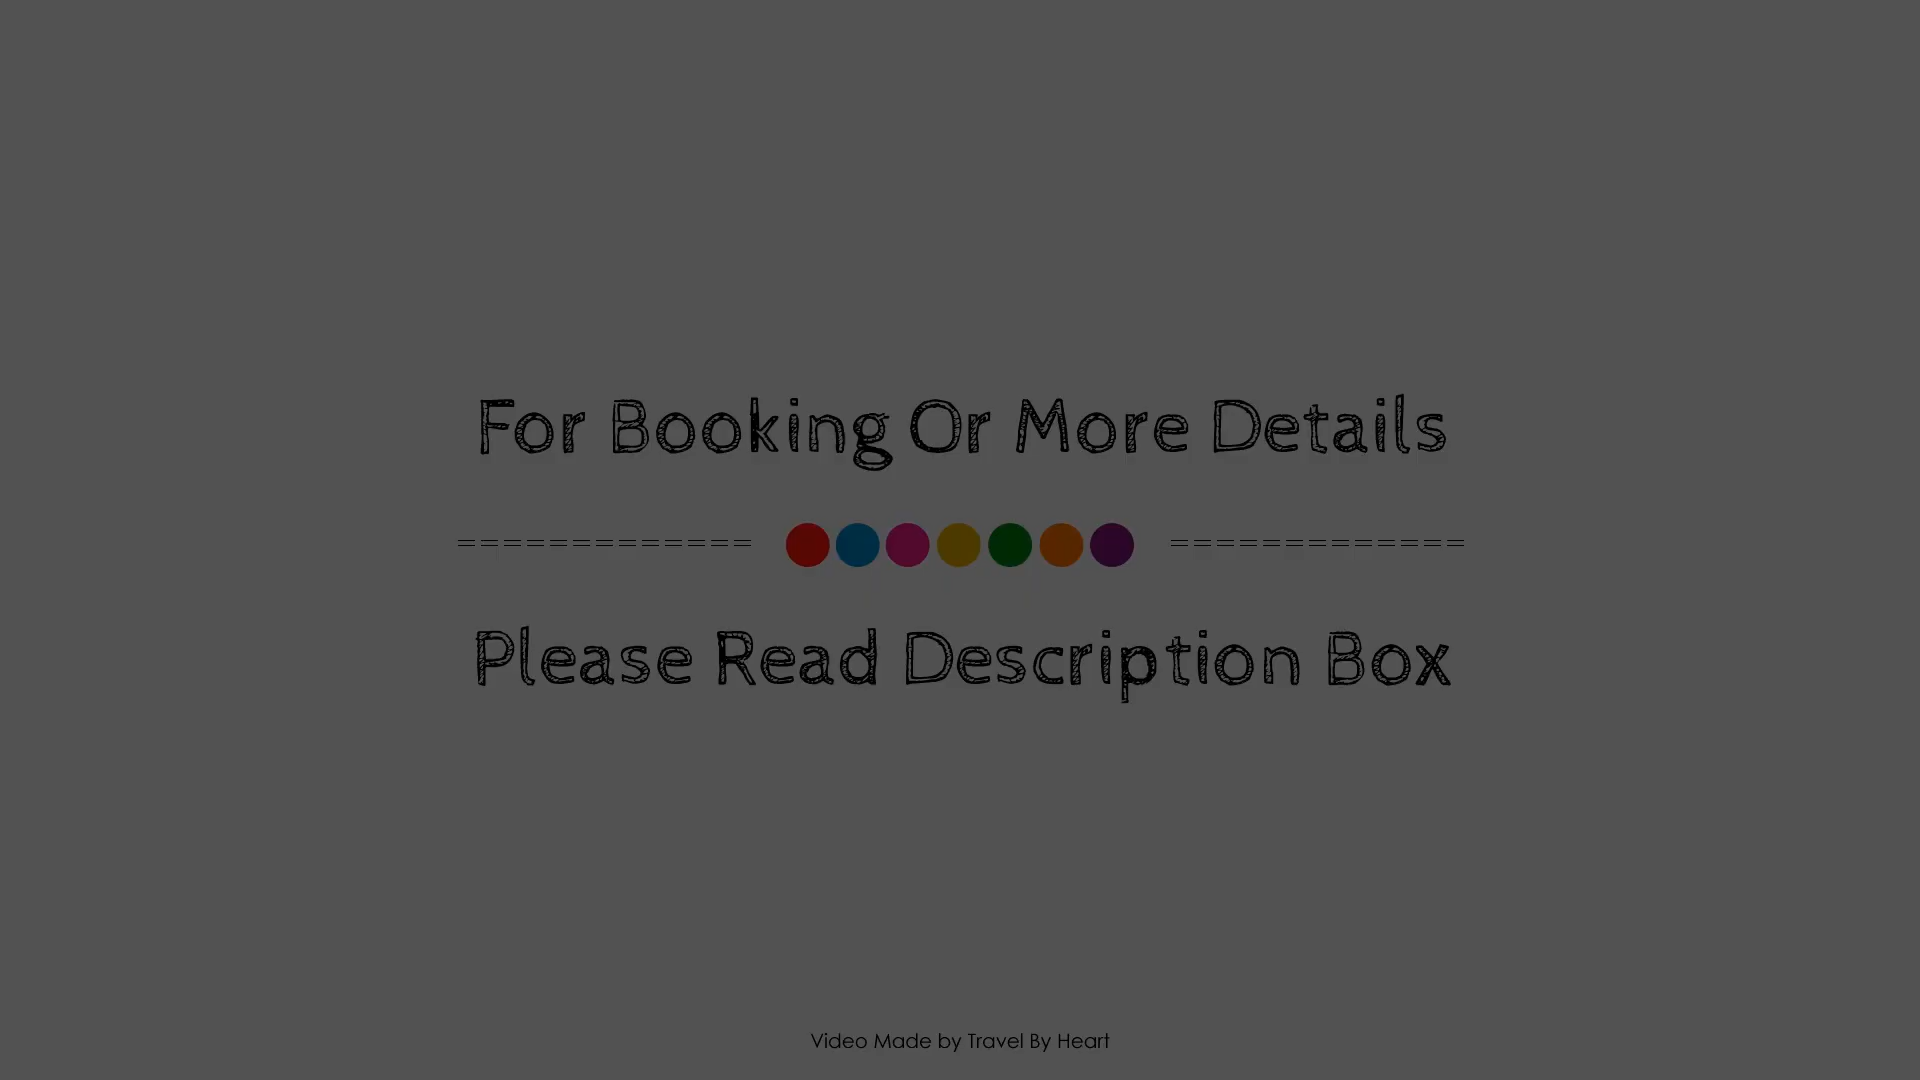 For Booking Or More Details
============= =============
Please Read Description Box
Video Made by Travel By Heart